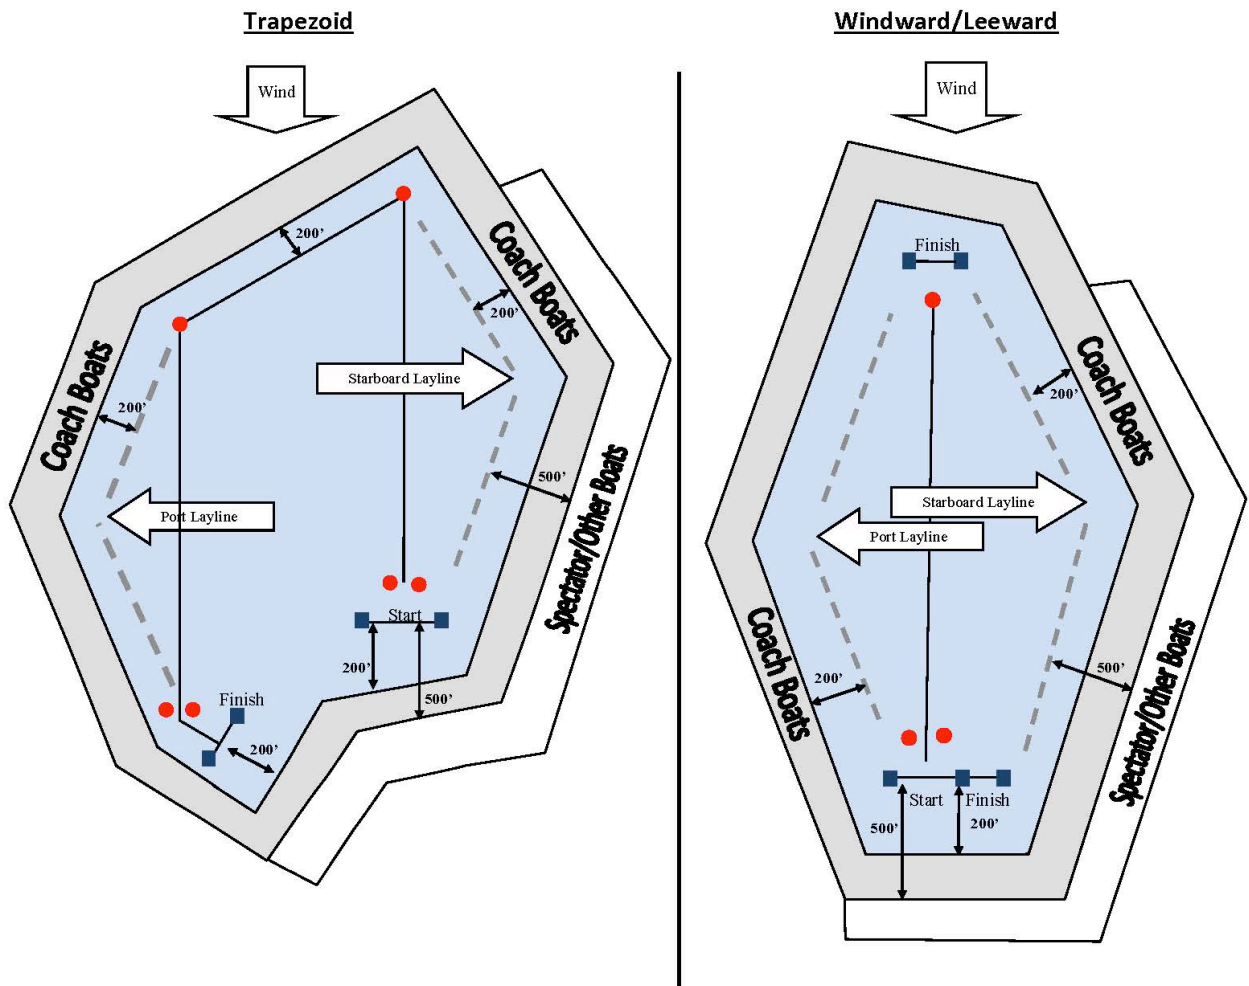 Trapezoid
Wind
200'
Coach Boats
200'
Coach Boats
200'
Starboard Layline
Port Layline
500'
Spectator/Other Boats
Start
200'
500'
Finish
200'
Windward/Leeward
Wind
Finish
Coach Boats
200'
Starboard Layline
Port Layline
Coach Boats
200'
500'
Spectator/Other Boats
Start
Finish
500'
200'